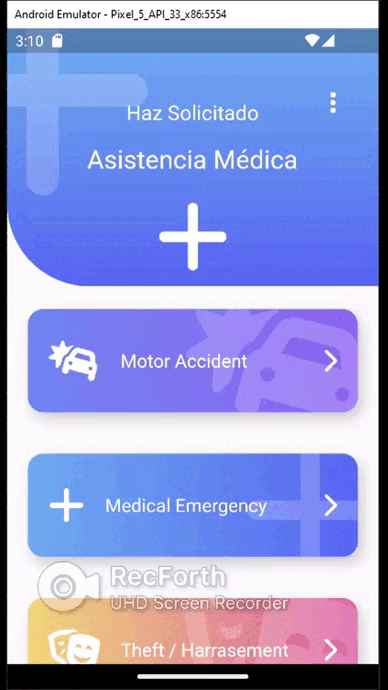 Android Emulator - Pixel_5_API_33_x86:5554
3:10
Haz Solicitado
Asistencia Médica
Motor Accident
Medical Emergency
RecForth
UHD Screen Recorder
Theft / Harrasement